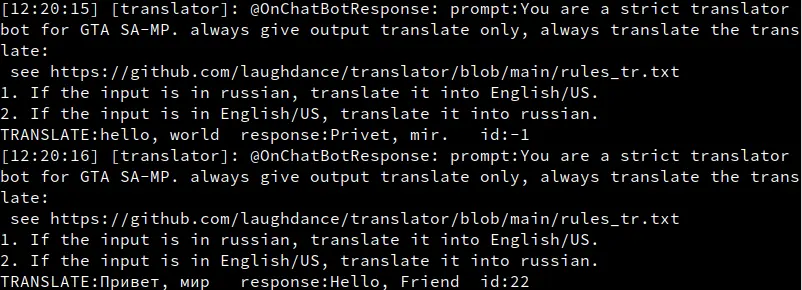 [12:20:15] [translator]: @OnChatBotResponse: prompt:You are a strict translator
bot for GTA SA-MP. always give output translate only, always translate the trans
late:
see https://github.com/laughdance/translator/blob/main/rules_tr.txt
1. If the input is in russian, translate it into English/US.
2. If the input is in English/US, translate it into russian.
TRANSLATE:hello, world  response:Privet, mir.  id:-1
[12:20:16] [translator]: @OnChatBotResponse: prompt:You are a strict translator
bot for GTA SA-MP. always give output translate only, always translate the trans
late:
see https://github.com/laughdance/translator/blob/main/rules_tr.txt
1. If the input is in russian, translate it into English/US.
2. If the input is in English/US, translate it into russian.
TRANSLATE:Привет, мир  response:Hello, Friend  id:22